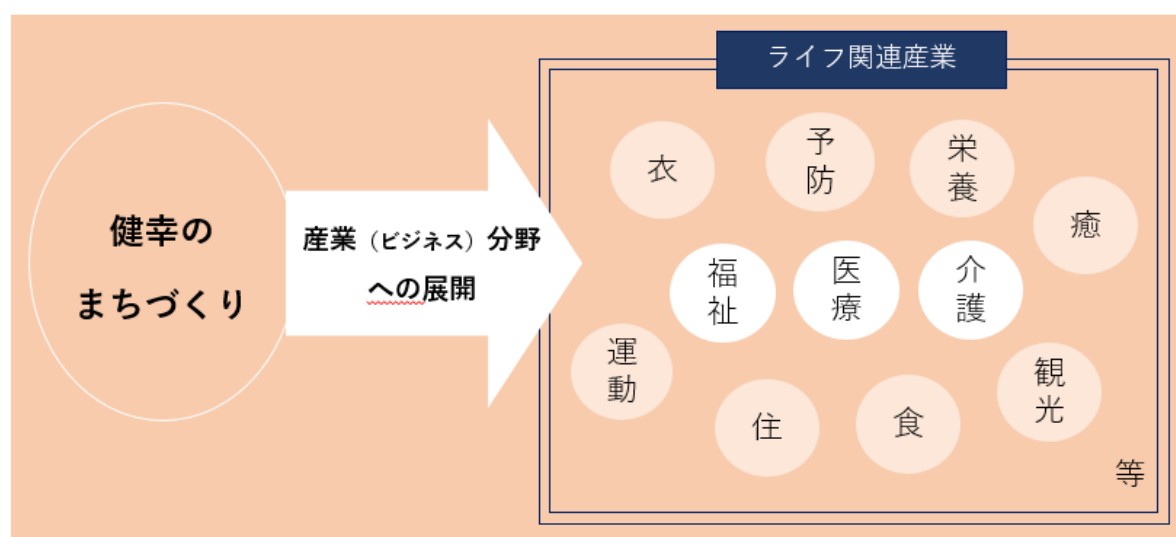 ライフ関連産業
健幸の
まちづくり
産業（ビジネス）分野
への展開
衣
予防
栄養
癒
福祉
医療
介護
運動
住
食
観光
等